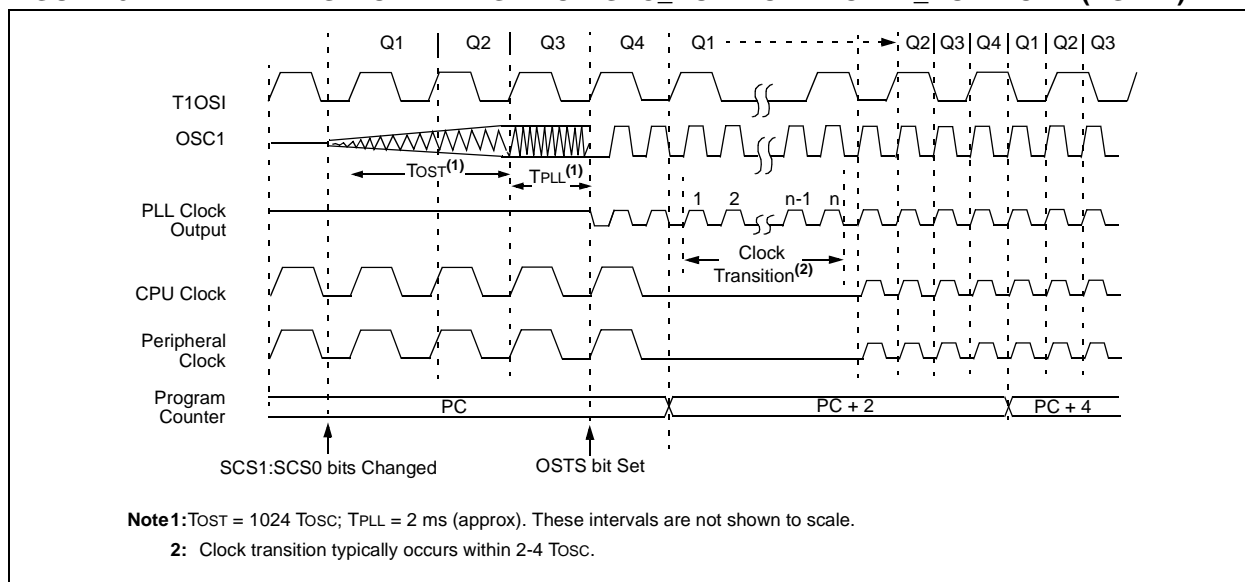 Q1 Q2 Q3 Q4 Q1 Q2 Q3 Q4 Q1 Q2 Q3
T1OSI
OSC1
TOST(1)
TPLL(1)
1 2 n-1 n
PLL Clock
Output
Clock
Transition(2)
CPU Clock
Peripheral
Clock
Program
Counter
PC PC + 2 PC + 4
SCS1:SCS0 bits Changed OSTS bit Set
Note1:TOST = 1024 TOSC; TPLL = 2 ms (approx). These intervals are not shown to scale.
2: Clock transition typically occurs within 2-4 TOSC.